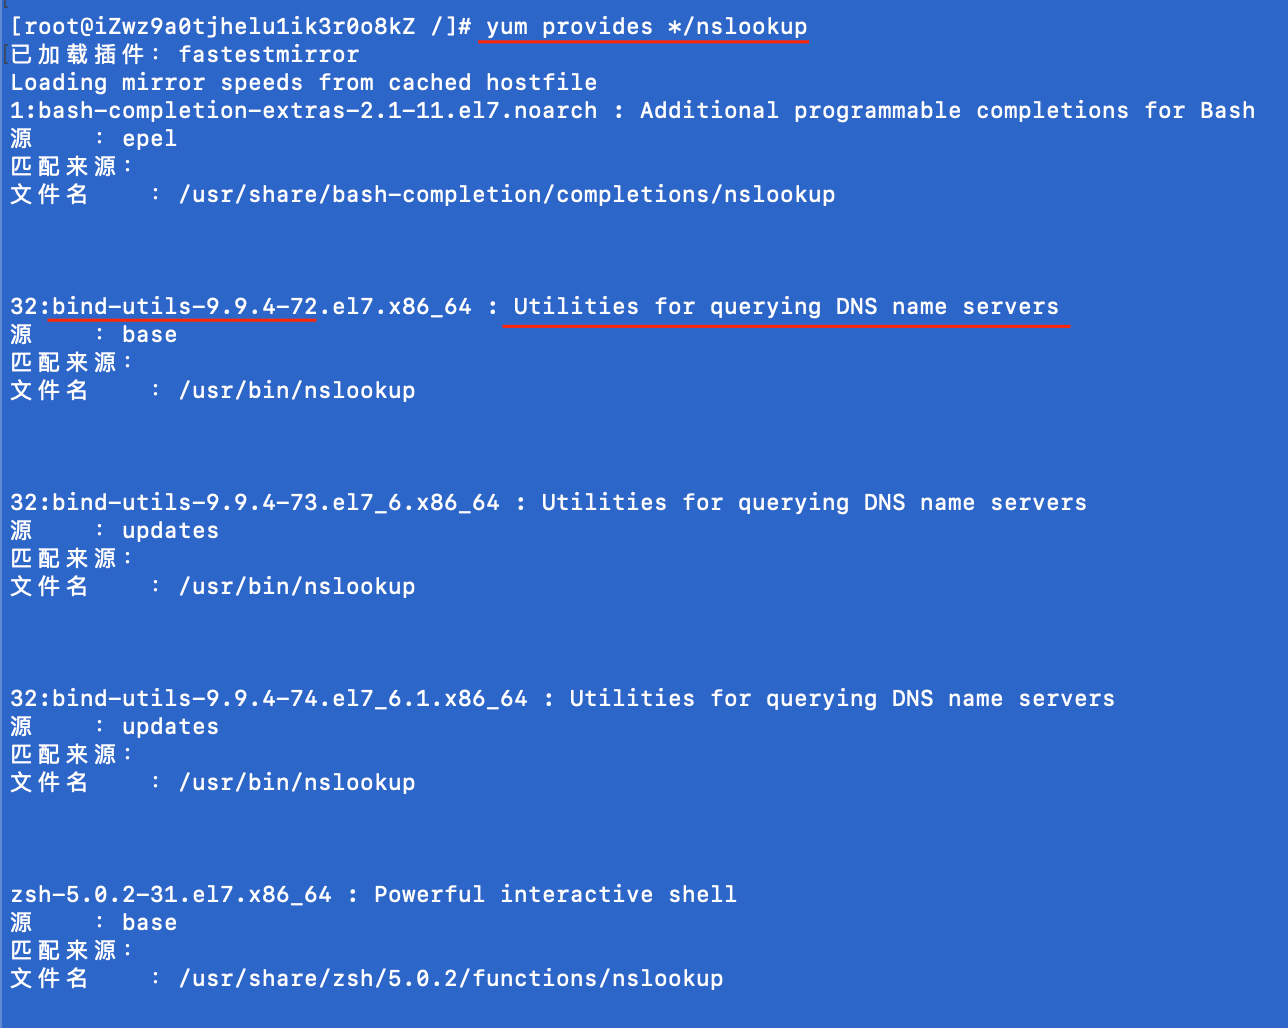 [root@iZwz9a0tjhelu1ik3r0o8kZ /]# yum provides */nslookup
已加载插件：fastestmirror
Loading mirror speeds from cached hostfile
1:bash-completion-extras-2.1-11.el7.noarch : Additional programmable completions for Bash
源    ：epel
匹配来源：
文件名    ：/usr/share/bash-completion/completions/nslookup
32:bind-utils-9.9.4-72.el7.x86_64 : Utilities for querying DNS name servers
源    ：base
匹配来源：
文件名    ：/usr/bin/nslookup
32:bind-utils-9.9.4-73.el7_6.x86_64 : Utilities for querying DNS name servers
源    ：updates
匹配来源：
文件名    ：/usr/bin/nslookup
32:bind-utils-9.9.4-74.el7_6.1.x86_64 : Utilities for querying DNS name servers
源    ：updates
匹配来源：
文件名    ：/usr/bin/nslookup
zsh-5.0.2-31.el7.x86_64 : Powerful interactive shell
源    ：base
匹配来源：
文件名    ：/usr/share/zsh/5.0.2/functions/nslookup